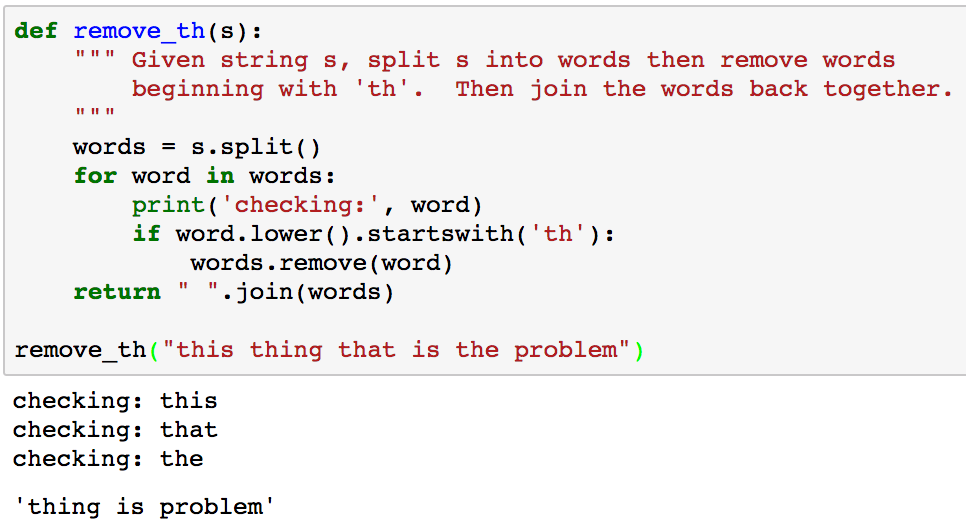 def remove_th(s):
    """ Given string s, split s into words then remove words
        beginning with 'th'.  Then join the words back together.
    """
    words = s.split()
    for word in words:
        print('checking:', word)
        if word.lower().startswith('th'):
            words.remove(word)
    return " ".join(words)

remove_th("this thing that is the problem")
checking: this
checking: that
checking: the
'thing is problem'